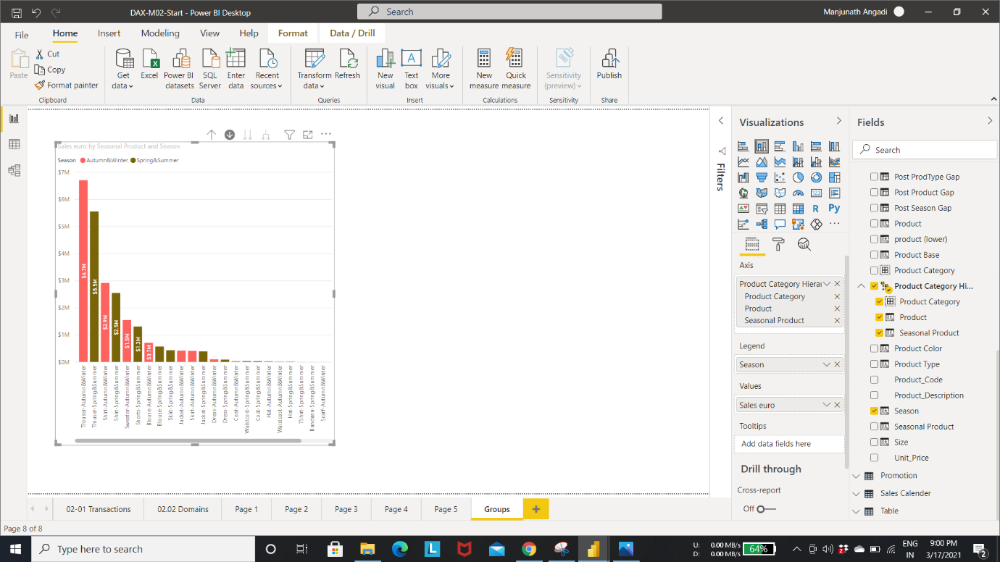 DAX-M02-Start - Power BI Desktop
Search
Manjunath Angadi
File Home Insert Modeling View Help Format Data / Drill
Paste
Cut
Copy
Format painter
Clipboard
Get data
Excel
Power BI datasets
SQL Server
Enter data
Recent sources
Data
Transform data
Refresh
Queries
New visual
Text box
More visuals
Insert
New measure
Quick measure
Calculations
Sensitivity (preview)
Sensitivity
Publish
Share
Sales euro by Seasonal Product and Season
Season Autumn&Winter Spring&Summer
$7M
$6M
$5M
$4M
$3M
$2M
$1M
$0M
$6.7M
$5.5M
$2.9M
$2.5M
$1.5M
$1.3M
$0.7M
Trouser-Autumn&Winter
Trouser-Spring&Summer
Shirt-Autumn&Winter
Shirt-Spring&Summer
Sweater-Autumn&Winter
Shorts-Spring&Summer
Blouse-Autumn&Winter
Blouse-Spring&Summer
Skirt-Spring&Summer
Jacket-Autumn&Winter
Skirt-Autumn&Winter
Jacket-Spring&Summer
Dress-Autumn&Winter
Dress-Spring&Summer
Coat-Autumn&Winter
Waistcoat-Spring&Summer
Coat-Spring&Summer
Hat-Autumn&Winter
Waistcoat-Autumn&Winter
Hat-Spring&Summer
TShirt-Spring&Summer
Bandana-Spring&Summer
Scarf-Autumn&Winter
Filters
Visualizations
R Py
123
Axis
Product Category Hierar
Product Category
Product
Seasonal Product
Legend
Season
Values
Sales euro
Tooltips
Add data fields here
Drill through
Cross-report
Off
Fields
Search
Post ProdType Gap
Post Product Gap
Post Season Gap
Product
product (lower)
Product Base
Product Category
Product Category Hi...
Product Category
Product
Seasonal Product
Product Color
Product Type
Product_Code
Product_Description
Season
Seasonal Product
Size
Unit_Price
Promotion
Sales Calender
Table
02-01 Transactions
02.02 Domains
Page 1
Page 2
Page 3
Page 4
Page 5
Groups
Page 8 of 8
Type here to search
L
U: 0.00 MB/s
D: 0.00 MB/s
64%
2
ENG
IN
9:00 PM
3/17/2021
2